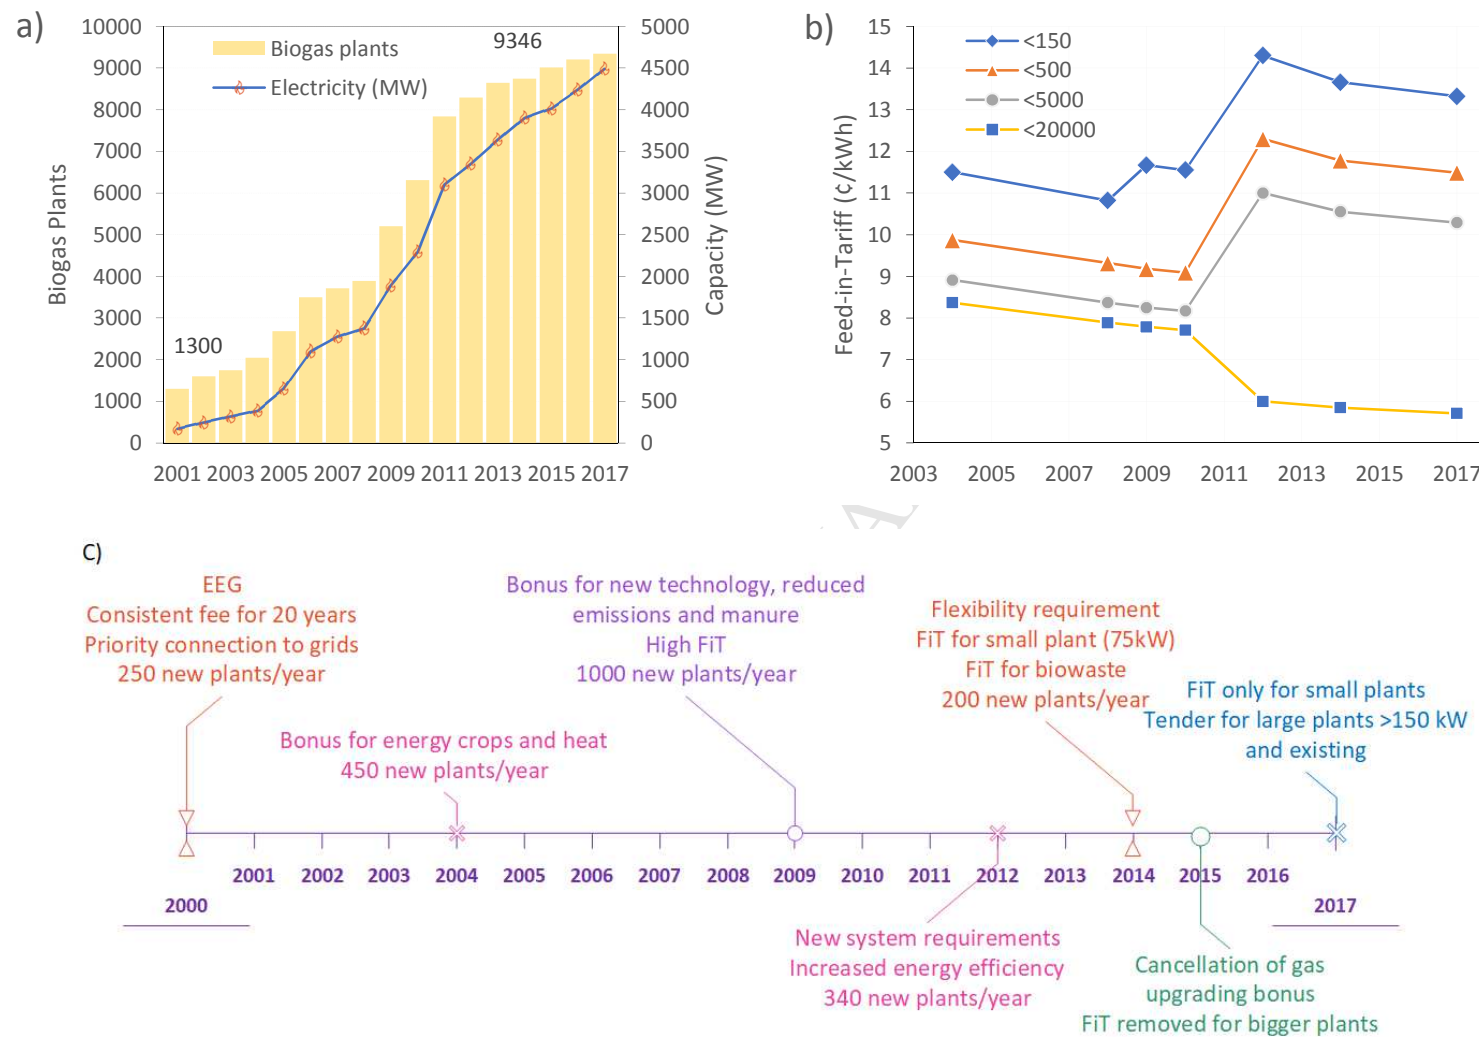 a)
10000
9000
8000
7000
6000
5000
4000
3000
2000
1000
0
Biogas Plants
Biogas plants
Electricity (MW)
9346
1300
5000
4500
4000
3500
3000
2500
2000
1500
1000
500
0
Capacity (MW)
2001 2003 2005 2007 2009 2011 2013 2015 2017
b)
15
14
13
12
11
10
9
8
7
6
5
Feed-in-Tariff (¢/kWh)
<150
<500
<5000
<20000
2003 2005 2007 2009 2011 2013 2015 2017
A
C)
EEG
Consistent fee for 20 years
Priority connection to grids
250 new plants/year
Bonus for energy crops and heat
450 new plants/year
Bonus for new technology, reduced
emissions and manure
High FiT
1000 new plants/year
Flexibility requirement
FiT for small plant (75kW)
FiT for biowaste
200 new plants/year
FiT only for small plants
Tender for large plants >150 kW
and existing
2000
2001 2002 2003 2004 2005 2006 2007 2008 2009 2010 2011 2012 2013 2014 2015 2016
2017
New system requirements
Increased energy efficiency
340 new plants/year
Cancellation of gas
upgrading bonus
FiT removed for bigger plants